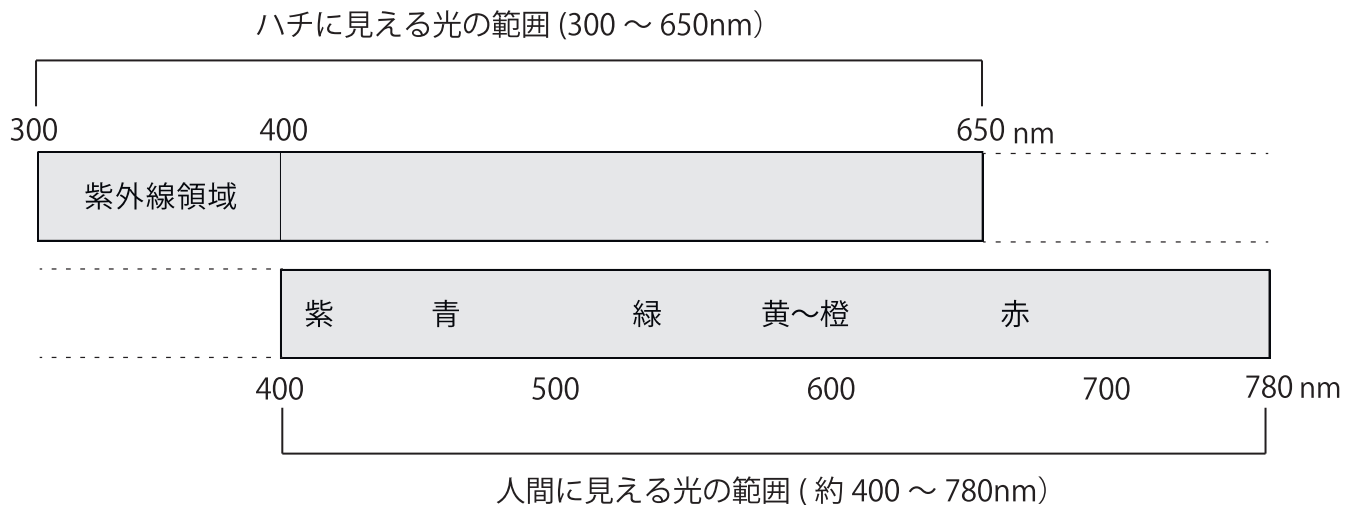 ハチに見える光の範囲 (300 ～ 650nm）
300 400 650 nm
紫外線領域
紫 青 緑 黄～橙 赤
400 500 600 700 780 nm
人間に見える光の範囲 ( 約 400 ～ 780nm）